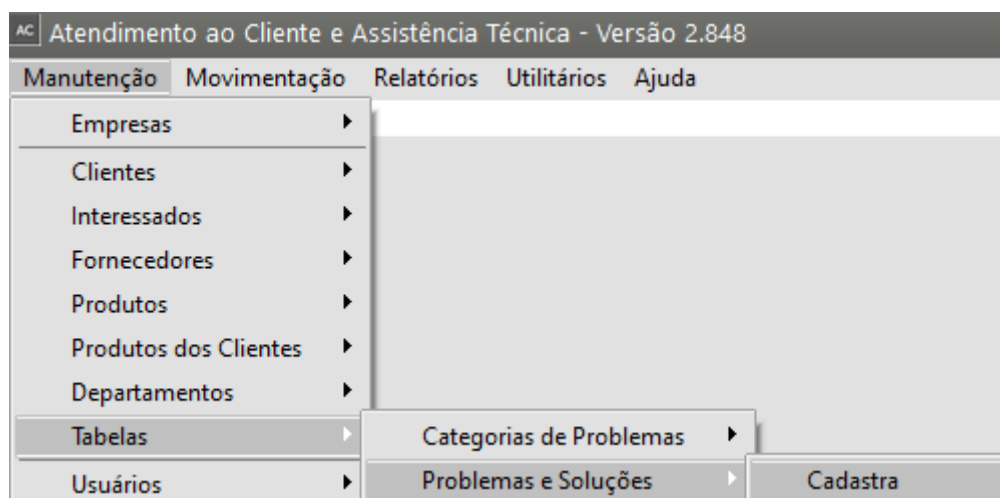 AC Atendimento ao Cliente e Assistência Técnica - Versão 2.848
Manutenção Movimentação Relatórios Utilitários Ajuda
Empresas
Clientes
Interessados
Fornecedores
Produtos
Produtos dos Clientes
Departamentos
Tabelas Categorias de Problemas
Usuários Problemas e Soluções Cadastra